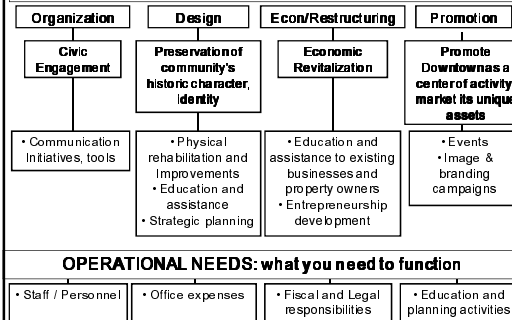 Organization
Design
Econ/Restructuring
Promotion
Civic
Engagement
Preservation of
community's
historic character,
identity
Economic
Revitalization
Promote
Downtown as a
center of activity
market its unique
assets
• Communication
Initiatives, tools
• Physical
rehabilitation and
Improvements
• Education and
assistance
• Strategic planning
• Education and
assistance to existing
businesses and
property owners
• Entrepreneurship
development
• Events
• Image &
branding
campaigns
OPERATIONAL NEEDS: what you need to function
• Staff / Personnel
• Office expenses
• Fiscal and Legal
responsibilities
• Education and
planning activities